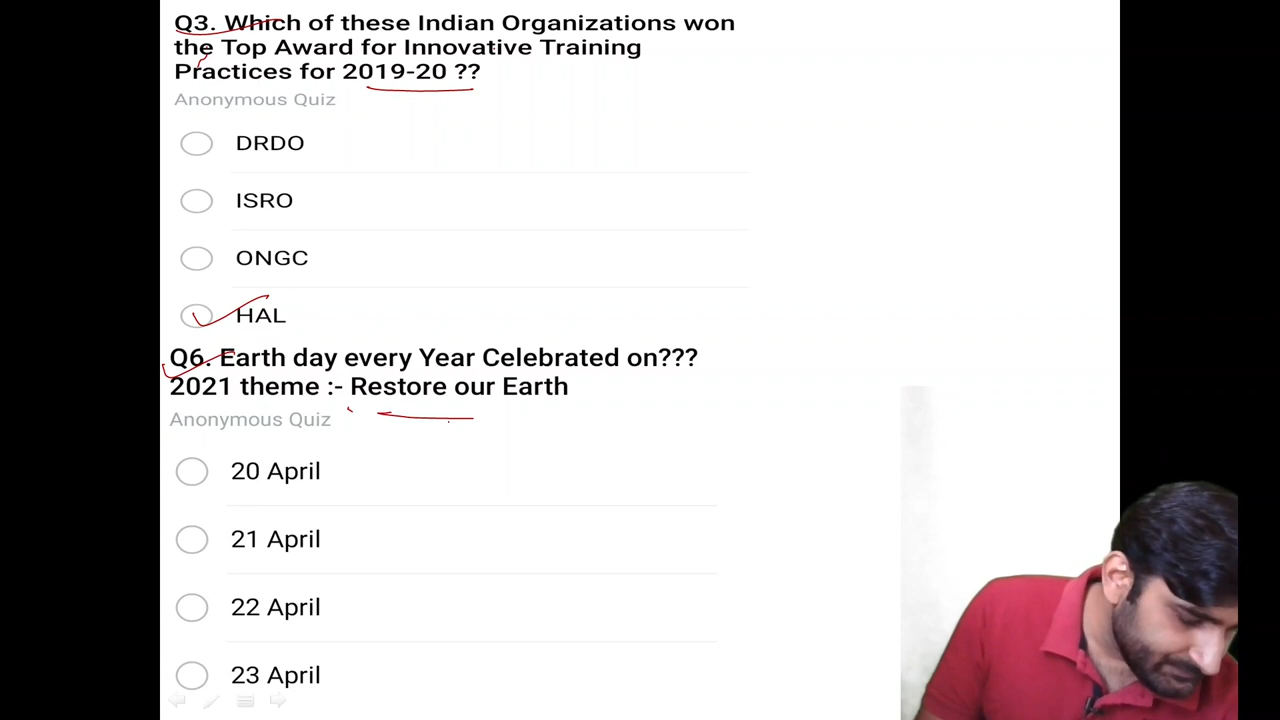 Q3. Which of these Indian Organizations won
the Top Award for Innovative Training
Practices for 2019-20 ??
Anonymous Quiz
DRDO
ISRO
ONGC
HAL
Q6. Earth day every Year Celebrated on???
2021 theme :- Restore our Earth
Anonymous Quiz
20 April
21 April
22 April
23 April